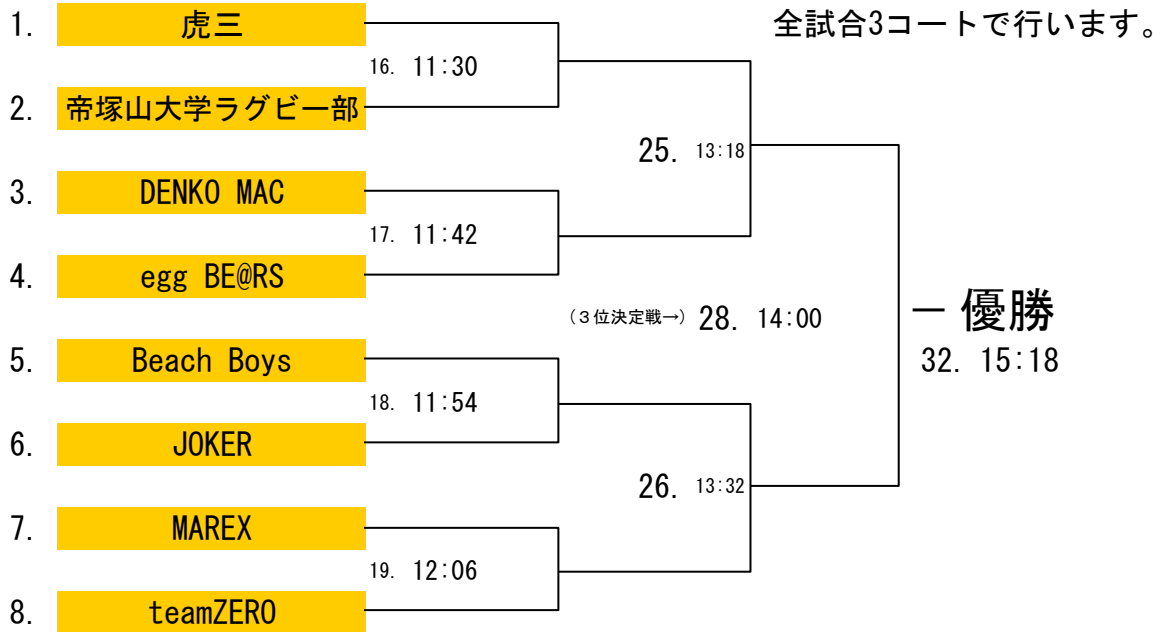 全試合3コートで行います。
1. 虎三
16. 11:30
2. 帝塚山大学ラグビー部
25. 13:18
3. DENKO MAC
17. 11:42
4. egg BE@RS
（３位決定戦→） 28. 14:00
― 優勝
32. 15:18
5. Beach Boys
18. 11:54
6. JOKER
26. 13:32
7. MAREX
19. 12:06
8. teamZERO